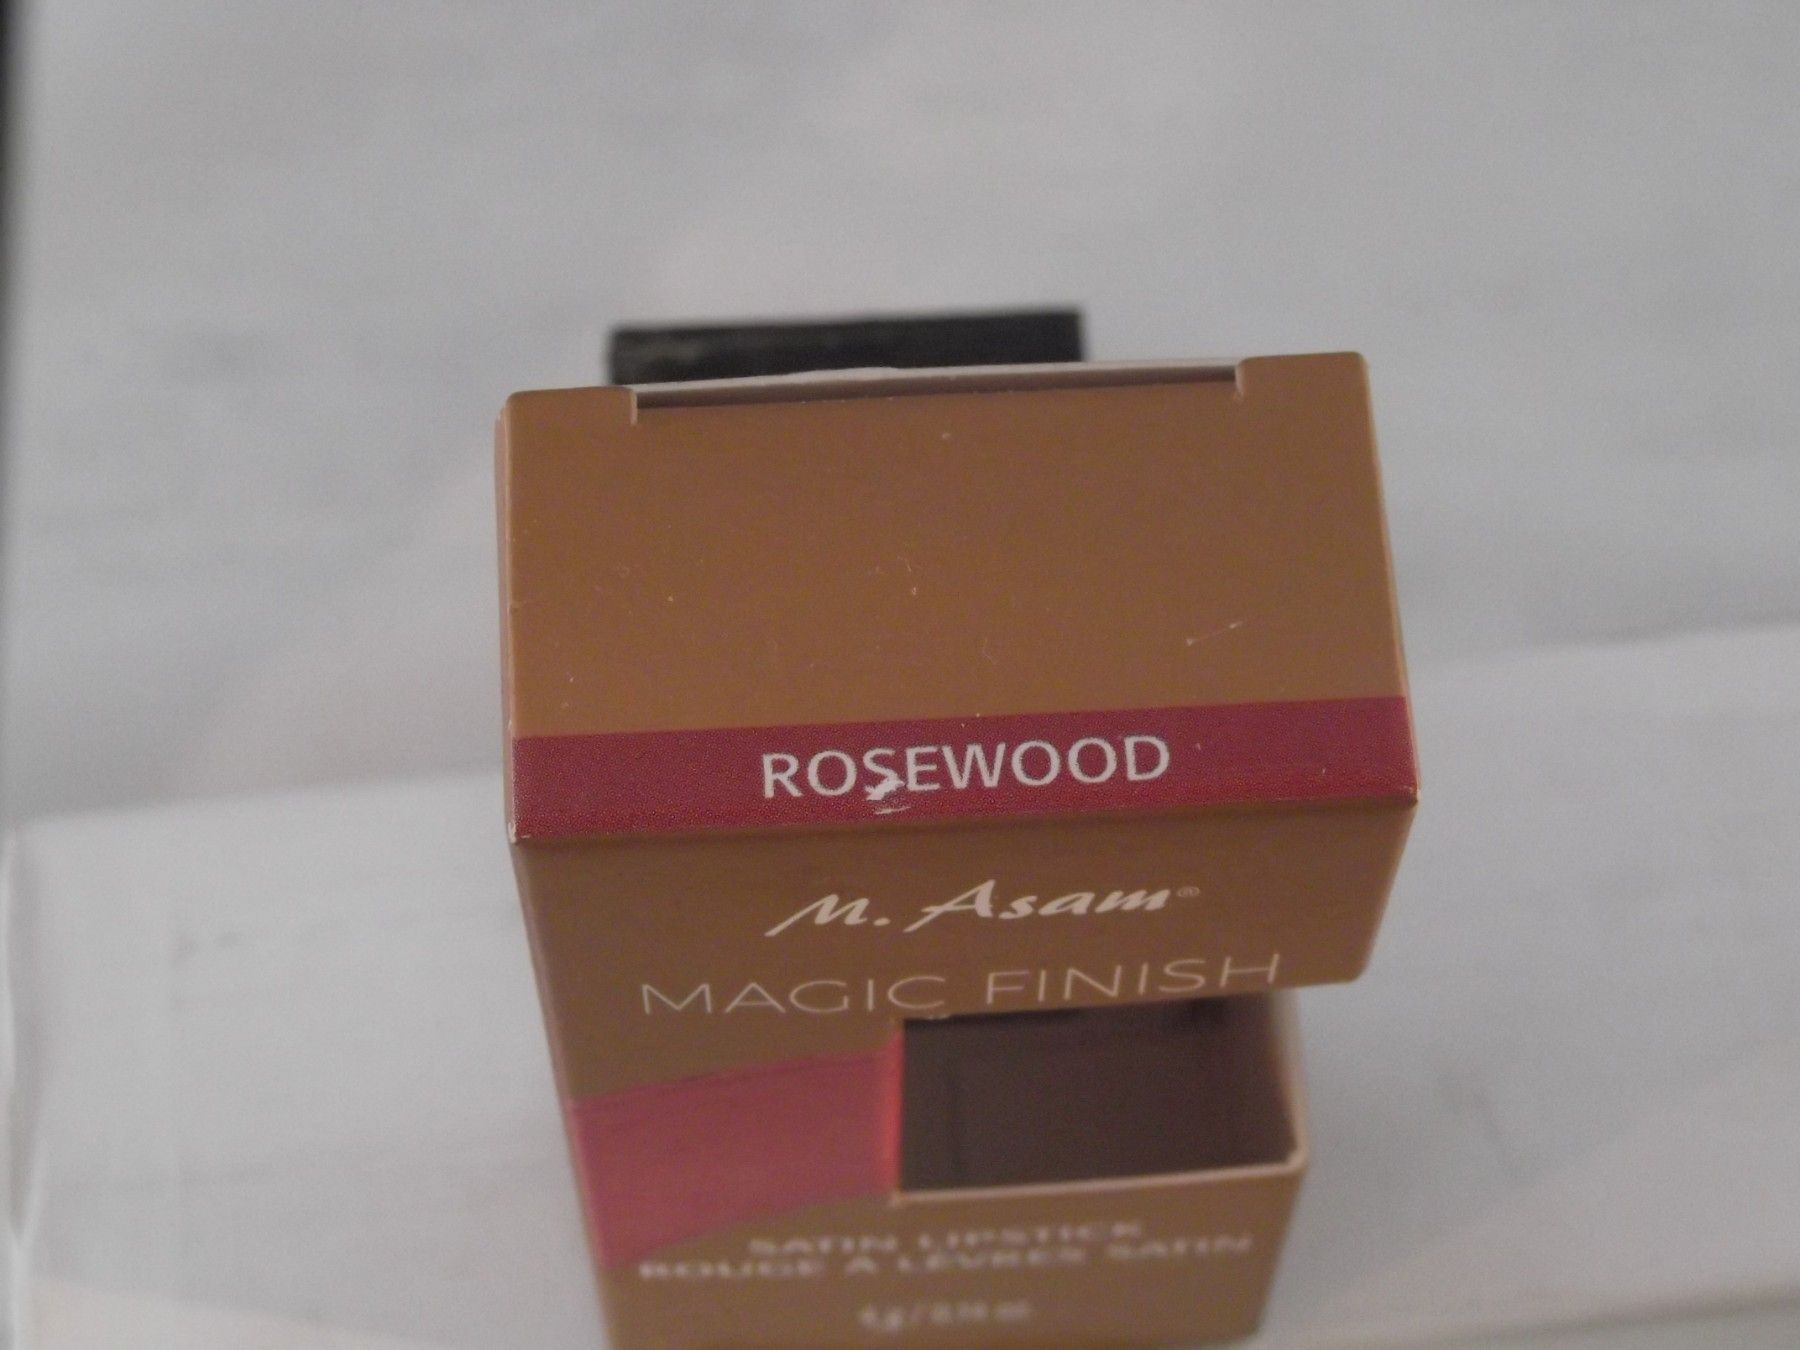 ROSEWOOD
M. Asam®
MAGIC FINISH
SATIN LIPSTICK
ROUGE À LÈVRES SATIN